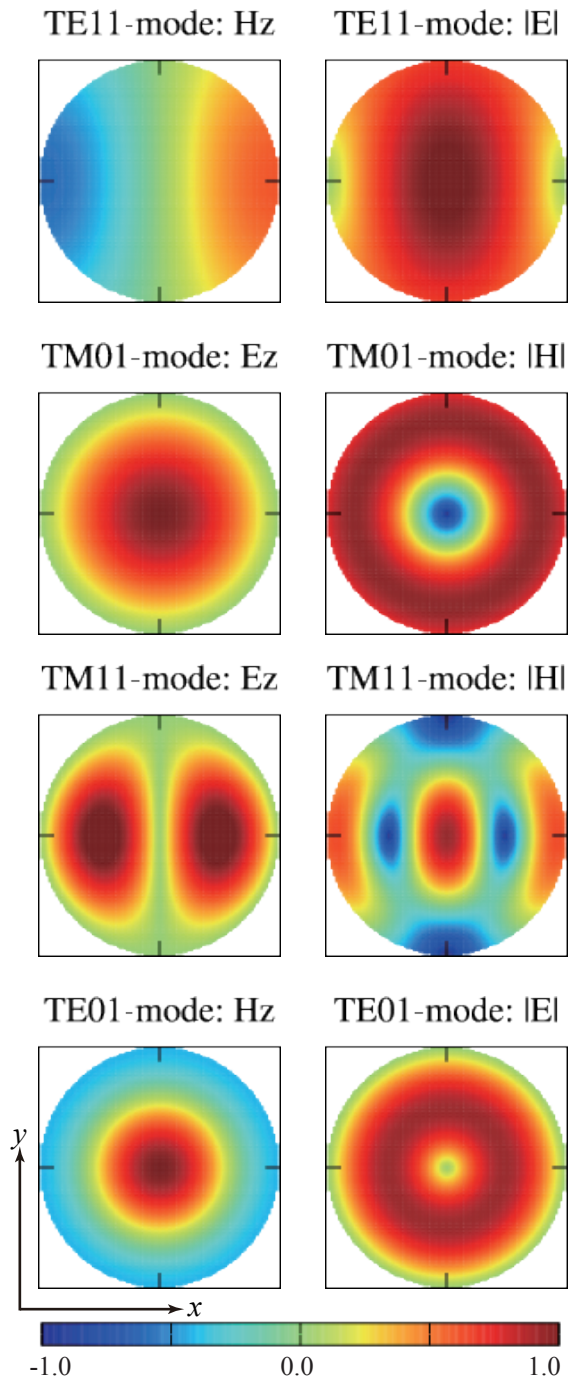 TE11-mode: Hz TE11-mode: |E|
TM01-mode: Ez TM01-mode: |H|
TM11-mode: Ez TM11-mode: |H|
TE01-mode: Hz TE01-mode: |E|
y
x
-1.0 0.0 1.0